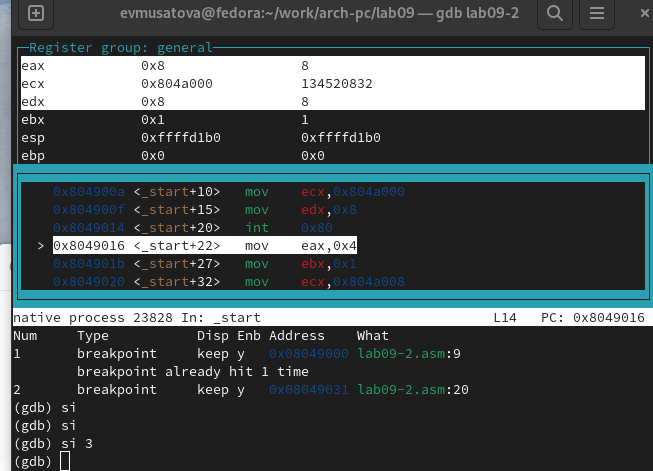 evmusatova@fedora:~/work/arch-pc/lab09 — gdb lab09-2
Register group: general
eax 0x8 8
ecx 0x804a000 134520832
edx 0x8 8
ebx 0x1 1
esp 0xffffd1b0 0xffffd1b0
ebp 0x0 0x0
0x804900a <_start+10> mov ecx,0x804a000
0x804900f <_start+15> mov edx,0x8
0x8049014 <_start+20> int 0x80
> 0x8049016 <_start+22> mov eax,0x4
0x804901b <_start+27> mov ebx,0x1
0x8049020 <_start+32> mov ecx,0x804a008
native process 23828 In: _start L14 PC: 0x8049016
Num Type Disp Enb Address What
1 breakpoint keep y 0x08049000 lab09-2.asm:9
breakpoint already hit 1 time
2 breakpoint keep y 0x08049031 lab09-2.asm:20
(gdb) si
(gdb) si
(gdb) si 3
(gdb)